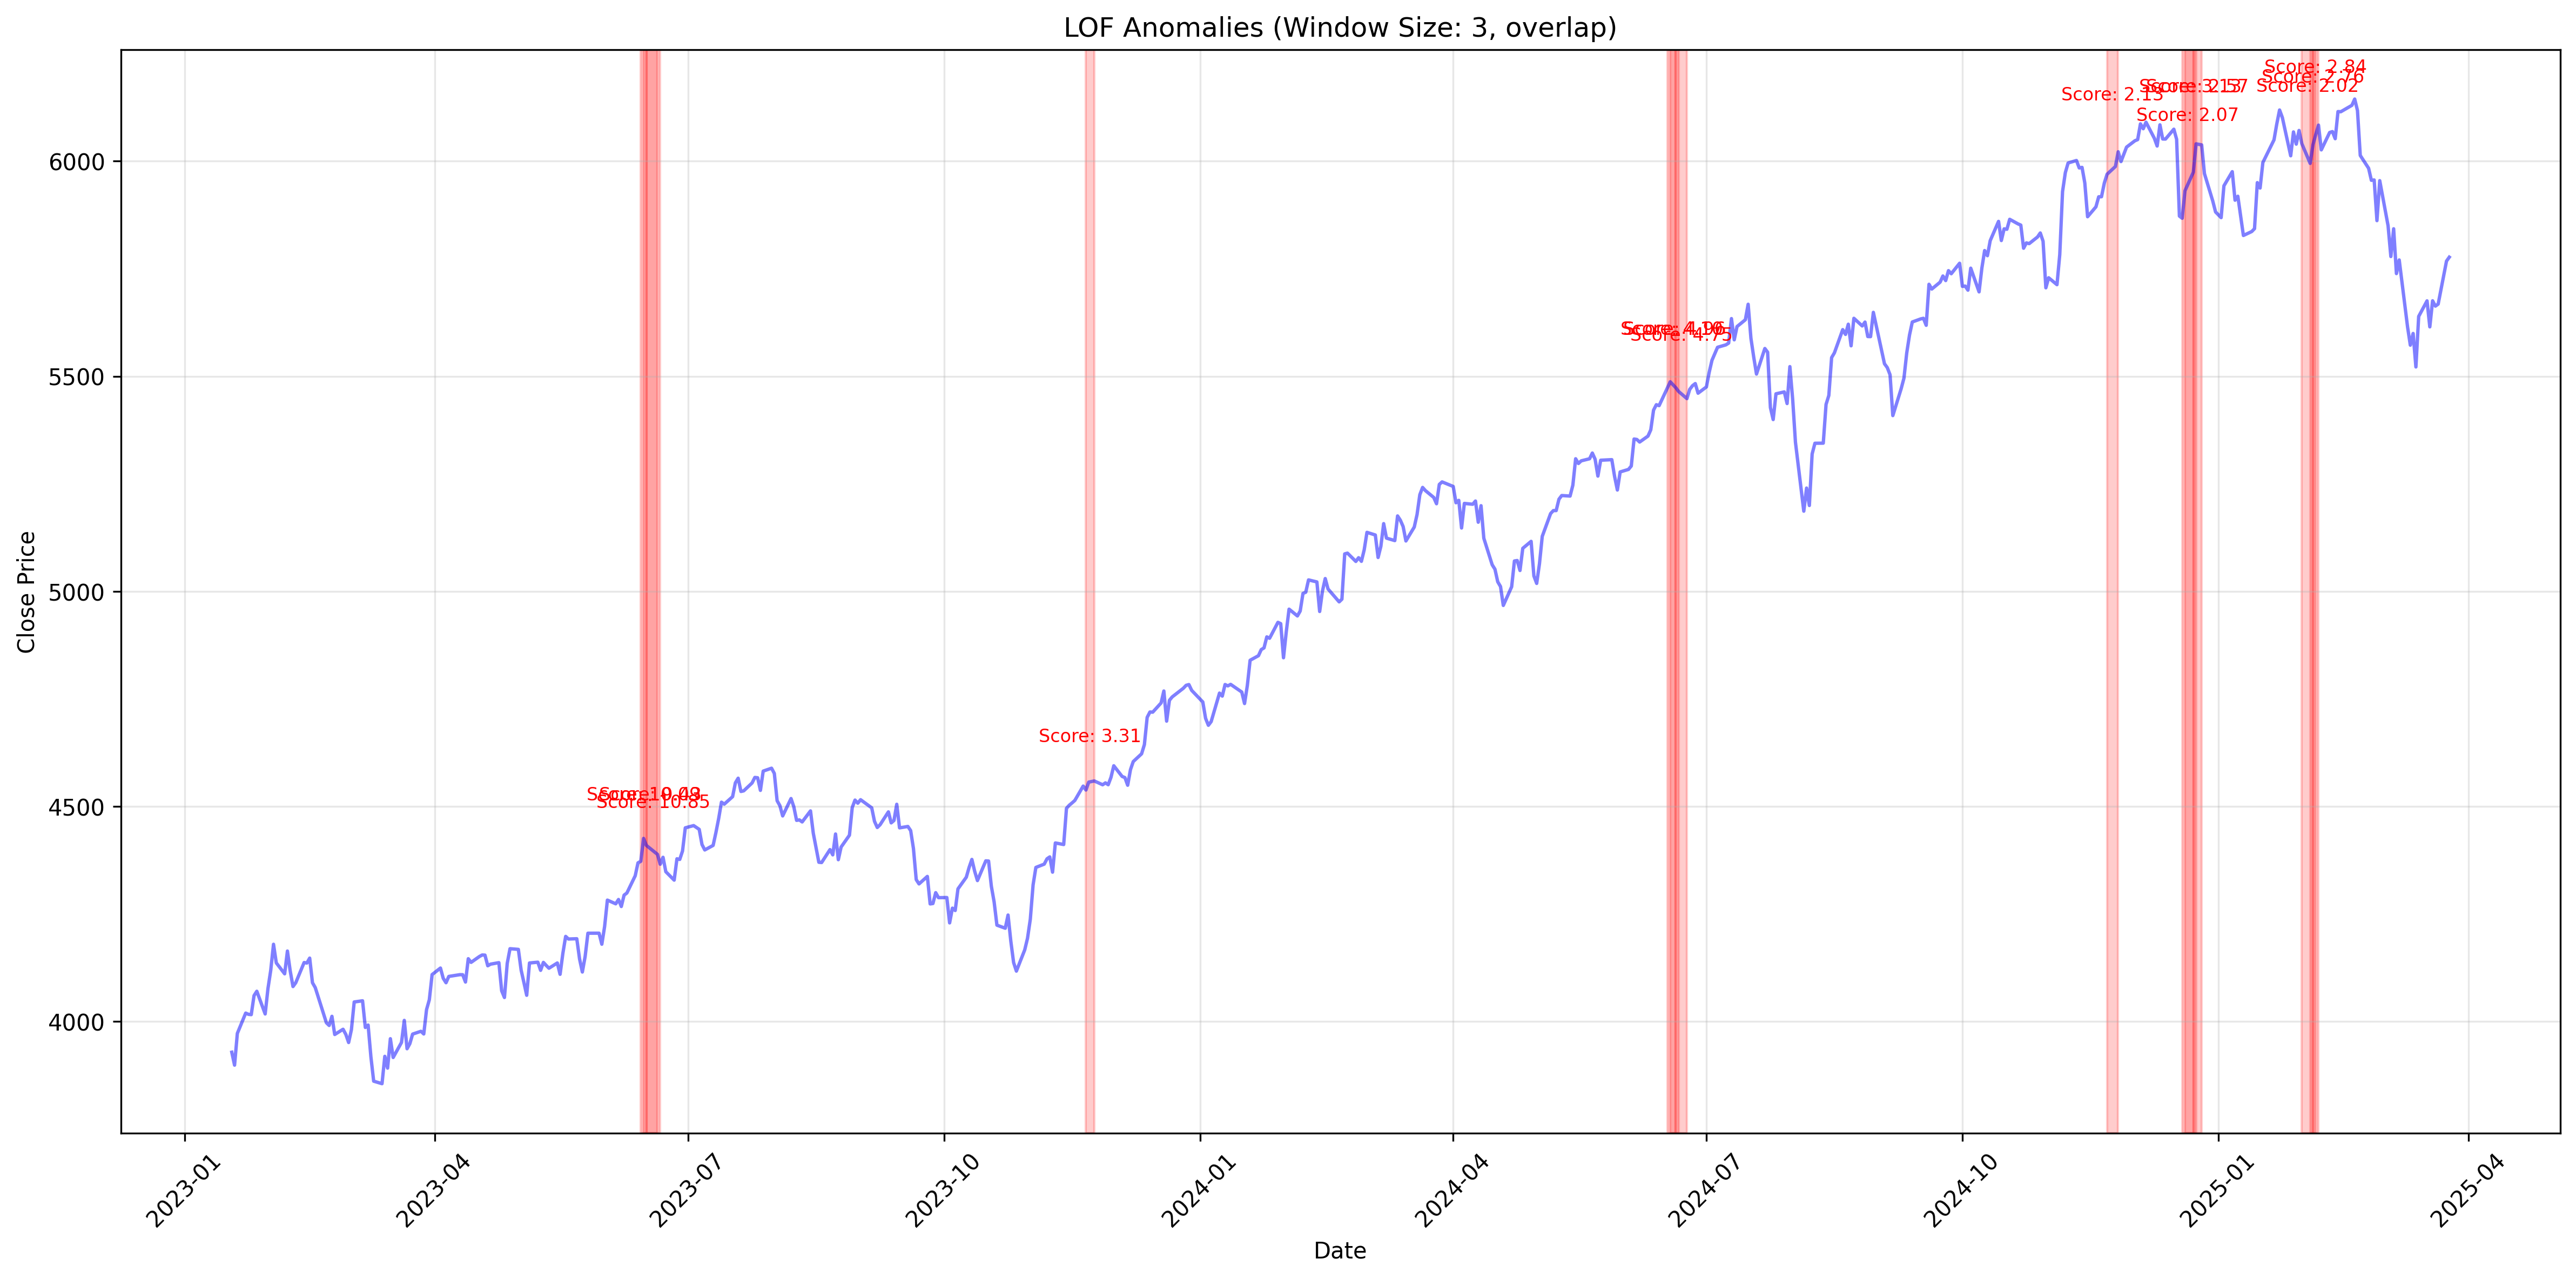 LOF Anomalies (Window Size: 3, overlap)
Score: 2.84
Score: 2.76
Score: 2.02
Score: 2.13
Score:
Score: 2.07
6000
Score:
Score: 4.75
5500
5000
Score: 3.31
Score:
Score: 10.85
4500
4000
Close Price
2023-01
2023-04
2023-07
2023-10
2024-01
2024-04
2024-07
2024-10
2025-01
2025-04
Date